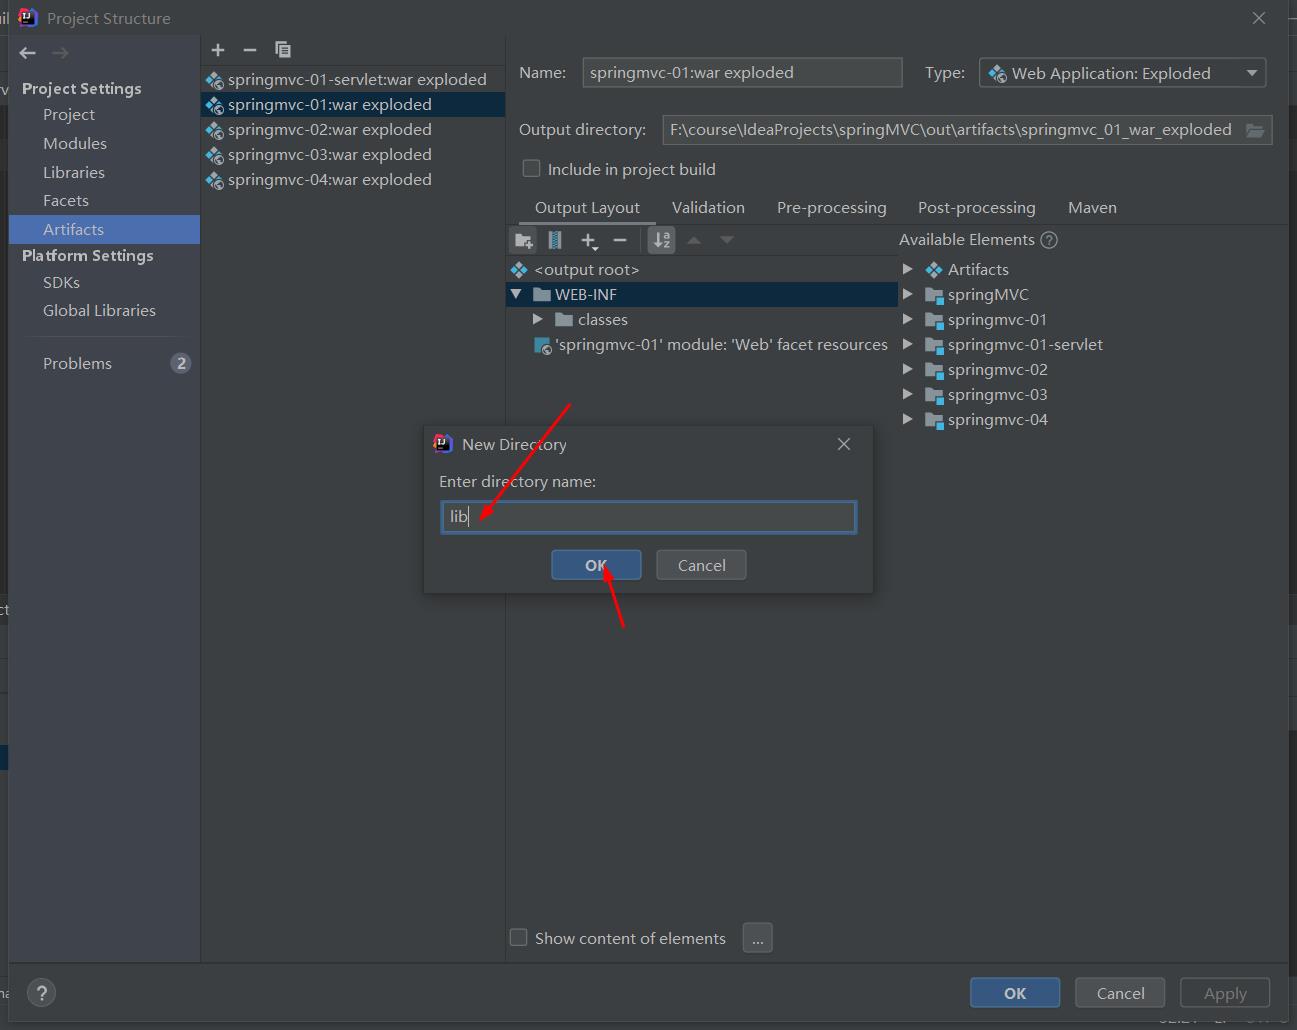 Project Structure
Project Settings
Project
Modules
Libraries
Facets
Artifacts
Platform Settings
SDKs
Global Libraries
Problems 2
springmvc-01-servlet:war exploded
springmvc-01:war exploded
springmvc-02:war exploded
springmvc-03:war exploded
springmvc-04:war exploded
Name: springmvc-01:war exploded Type: Web Application: Exploded
Output directory: F:\course\IdeaProjects\springMVC\out\artifacts\springmvc_01_war_exploded
Include in project build
Output Layout Validation Pre-processing Post-processing Maven
<output root>
WEB-INF
classes
'springmvc-01' module: 'Web' facet resources
Available Elements ?
Artifacts
springMVC
springmvc-01
springmvc-01-servlet
springmvc-02
springmvc-03
springmvc-04
New Directory
Enter directory name:
lib
OK Cancel
Show content of elements ...
? OK Cancel Apply